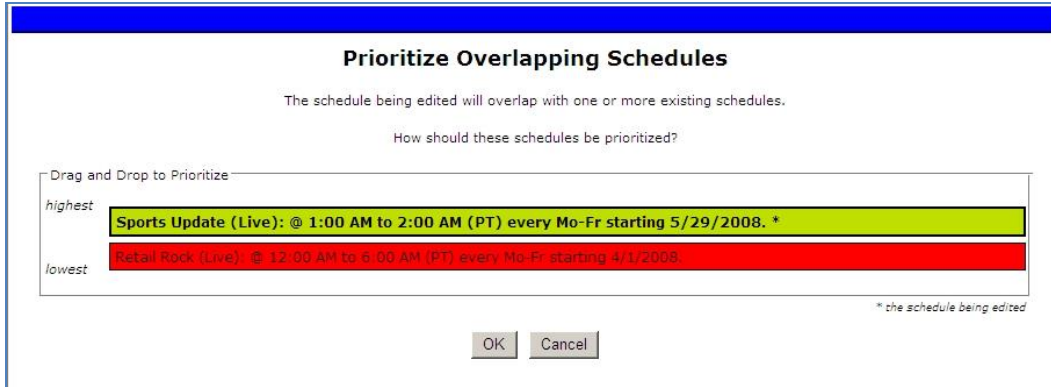 Prioritize Overlapping Schedules
The schedule being edited will overlap with one or more existing schedules.
How should these schedules be prioritized?
Drag and Drop to Prioritize
highest
Sports Update (Live): @ 1:00 AM to 2:00 AM (PT) every Mo-Fr starting 5/29/2008. *
Retail Rock (Live): @ 12:00 AM to 6:00 AM (PT) every Mo-Fr starting 4/1/2008.
lowest
* the schedule being edited
OK Cancel